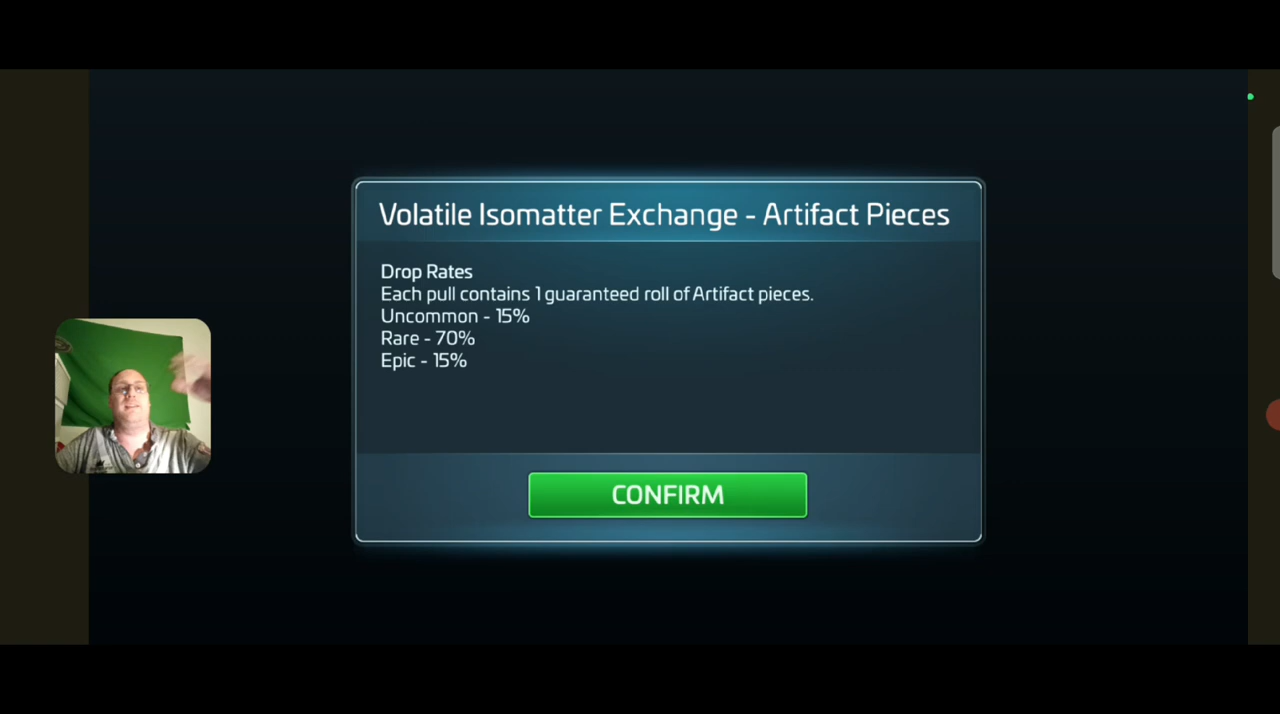 Volatile Isomatter Exchange - Artifact Pieces
Drop Rates
Each pull contains 1 guaranteed roll of Artifact pieces.
Uncommon - 15%
Rare - 70%
Epic - 15%
CONFIRM